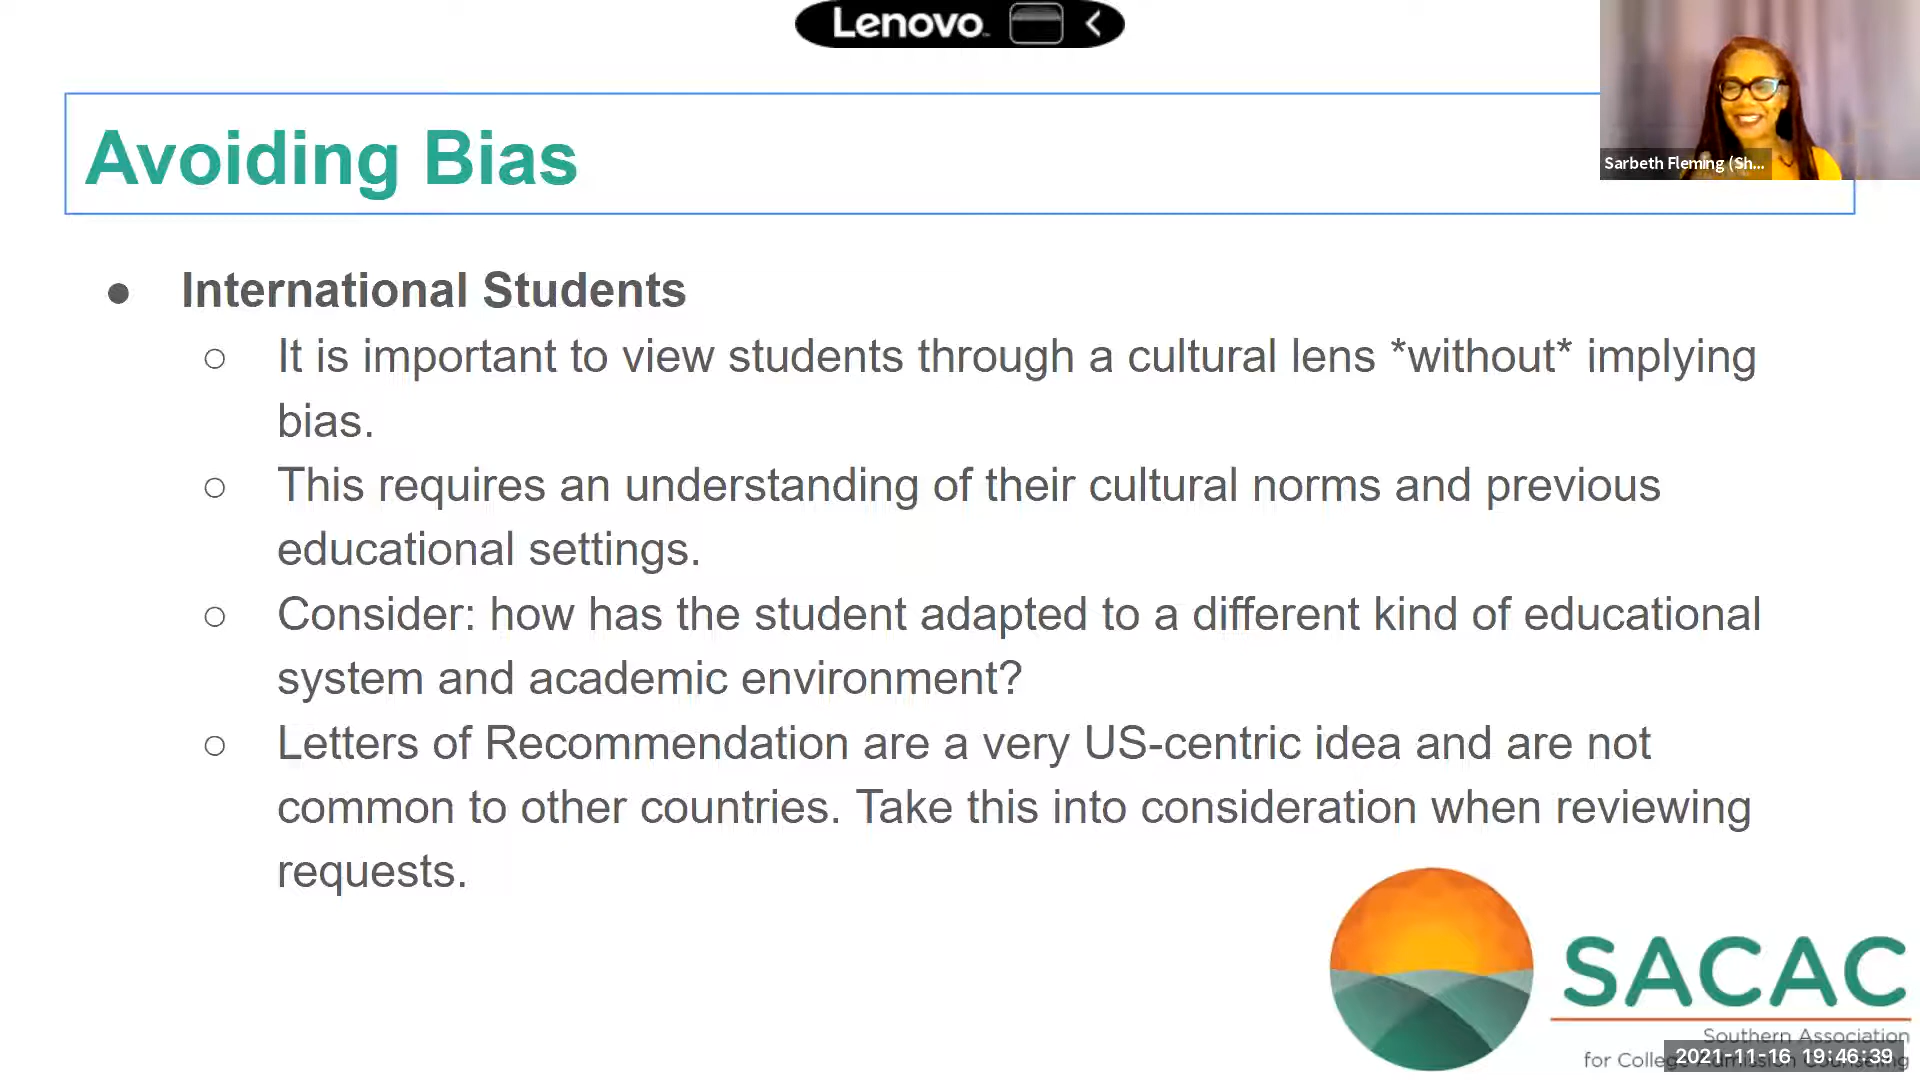 Lenovo
Avoiding Bias
Sarbeth Fleming (Sh...
● International Students
○ It is important to view students through a cultural lens *without* implying
bias.
○ This requires an understanding of their cultural norms and previous
educational settings.
○ Consider: how has the student adapted to a different kind of educational
system and academic environment?
○ Letters of Recommendation are a very US-centric idea and are not
common to other countries. Take this into consideration when reviewing
requests.
SACAC
Southern Association
for College Admission Counseling
2021-11-16 19:46:39